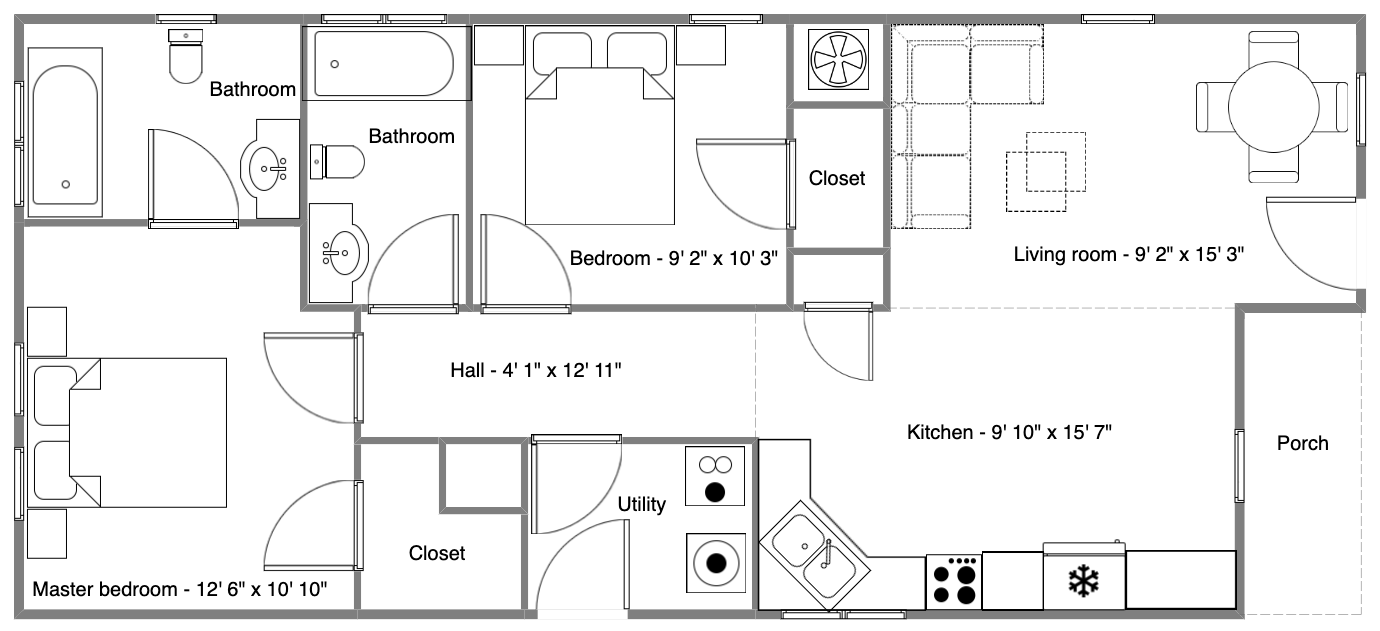 Bathroom
Bathroom
Closet
Bedroom - 9' 2" x 10' 3"
Living room - 9' 2" x 15' 3"
Hall - 4' 1" x 12' 11"
Kitchen - 9' 10" x 15' 7"
Porch
Utility
Closet
Master bedroom - 12' 6" x 10' 10"